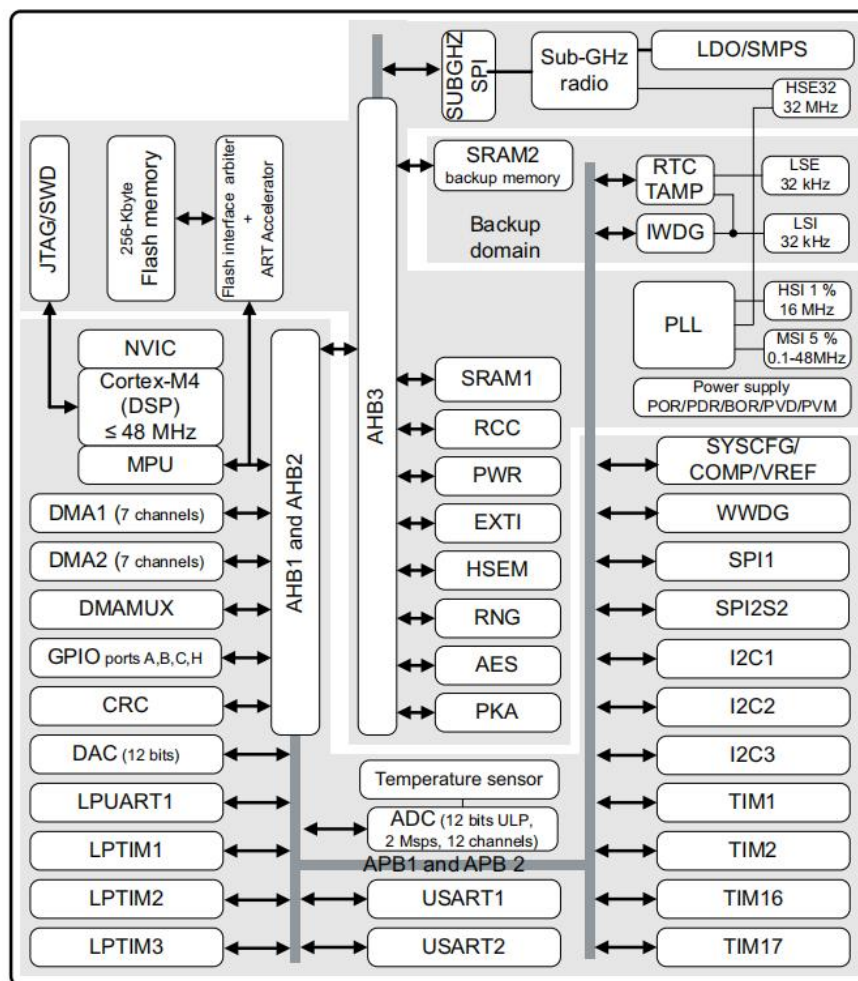 SUBGHZ
SPI
Sub-GHz
radio
LDO/SMPS
HSE32
32 MHz
JTAG/SWD
256-Kbyte
Flash memory
Flash interface arbiter
+
ART Accelerator
SRAM2
backup memory
RTC
TAMP
LSE
32 kHz
Backup
domain
IWDG
LSI
32 kHz
PLL
HSI 1 %
16 MHz
MSI 5 %
0.1-48MHz
Power supply
POR/PDR/BOR/PVD/PVM
NVIC
Cortex-M4
(DSP)
≤ 48 MHz
MPU
AHB1 and AHB2
AHB3
DMA1 (7 channels)
DMA2 (7 channels)
DMAMUX
GPIO ports A,B,C,H
CRC
DAC (12 bits)
LPUART1
LPTIM1
LPTIM2
LPTIM3
SRAM1
RCC
PWR
EXTI
HSEM
RNG
AES
PKA
Temperature sensor
ADC (12 bits ULP,
2 Msps, 12 channels)
APB1 and APB 2
USART1
USART2
SYSCFG/
COMP/VREF
WWDG
SPI1
SPI2S2
I2C1
I2C2
I2C3
TIM1
TIM2
TIM16
TIM17